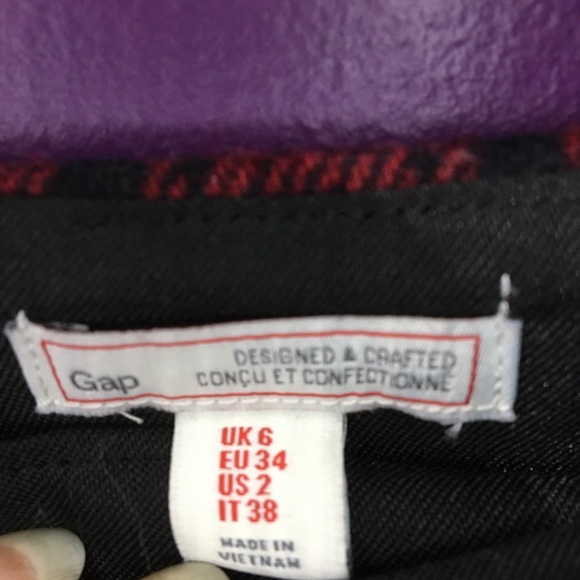 Gap
DESIGNED & CRAFTED
CONÇU ET CONFECTIONNÉ
UK 6
EU 34
US 2
IT 38
MADE IN
VIETNAM